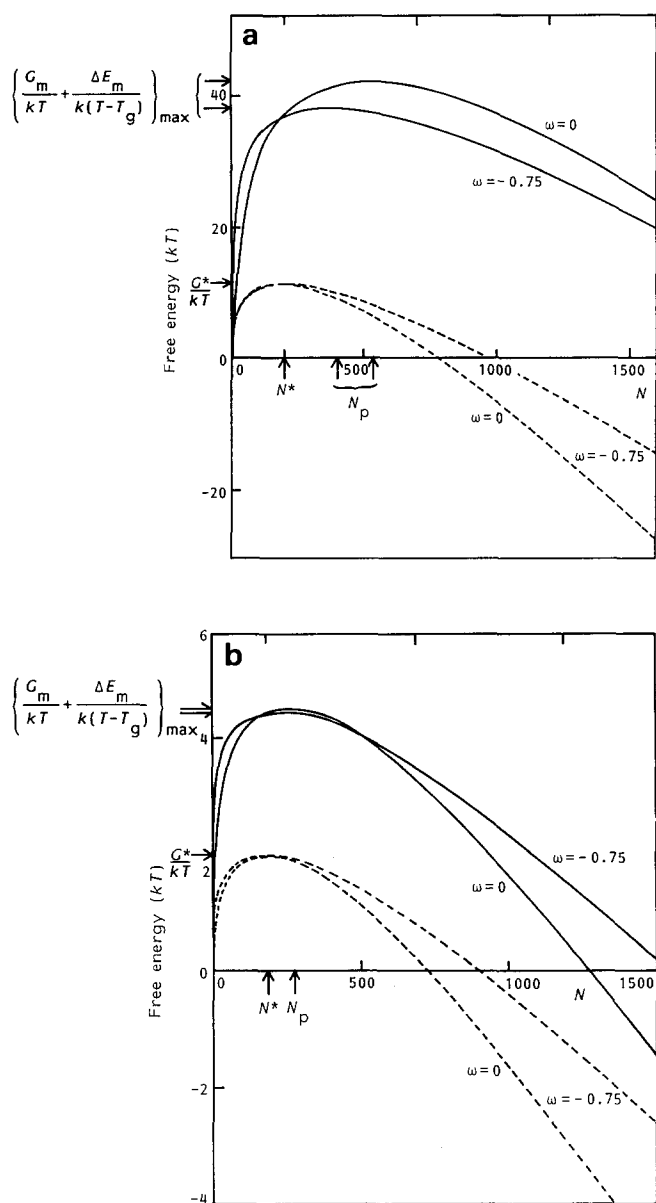 a
{ G_m/kT + ΔE_m/k(T-T_g) }_max
40
20
0
-20
Free energy (kT)
G*/kT
ω=0
ω=-0.75
0 500 1000 1500
N* N_p N
ω=0
ω=-0.75
b
{ G_m/kT + ΔE_m/k(T-T_g) }_max
6
4
2
0
-2
-4
Free energy (kT)
G*/kT
ω=-0.75
ω=0
0 500 1000 1500
N* N_p N
ω=0
ω=-0.75